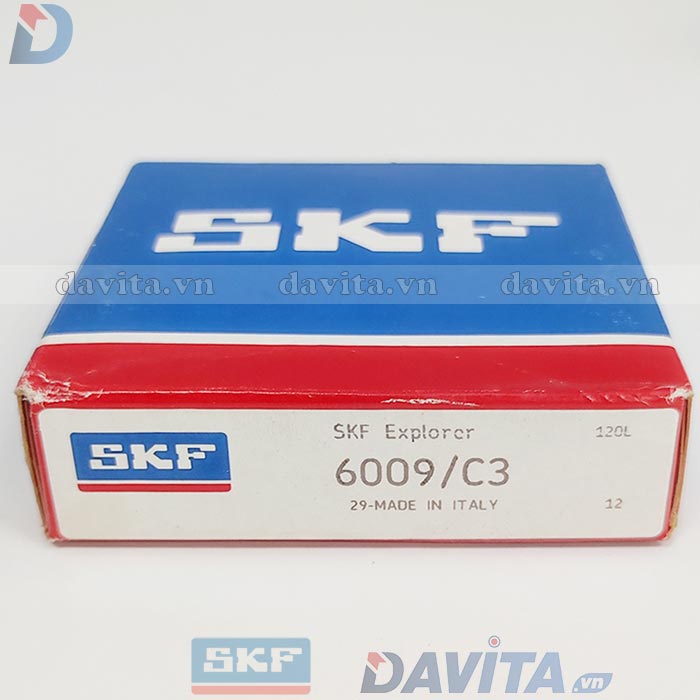 D
SKF
davita.vn davita.vn davita.vn
SKF
SKF Explorer
120L
6009/C3
29-MADE IN ITALY
12
SKF
DAVITA.vn